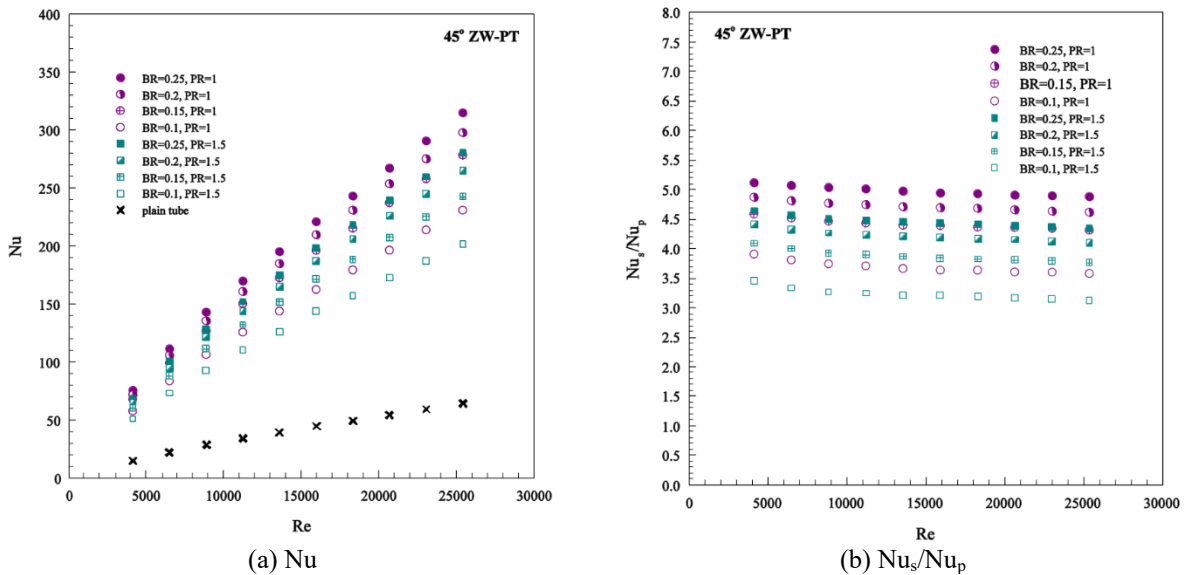 400
350
300
250
200
150
100
50
0
Nu
45° ZW-PT
BR=0.25, PR=1
BR=0.2, PR=1
BR=0.15, PR=1
BR=0.1, PR=1
BR=0.25, PR=1.5
BR=0.2, PR=1.5
BR=0.15, PR=1.5
BR=0.1, PR=1.5
plain tube
0 5000 10000 15000 20000 25000 30000
Re
(a) Nu
8.0
7.5
7.0
6.5
6.0
5.5
5.0
4.5
4.0
3.5
3.0
2.5
2.0
1.5
1.0
0.5
0.0
Nuₛ/Nuₚ
45° ZW-PT
BR=0.25, PR=1
BR=0.2, PR=1
BR=0.15, PR=1
BR=0.1, PR=1
BR=0.25, PR=1.5
BR=0.2, PR=1.5
BR=0.15, PR=1.5
BR=0.1, PR=1.5
0 5000 10000 15000 20000 25000 30000
Re
(b) Nuₛ/Nuₚ